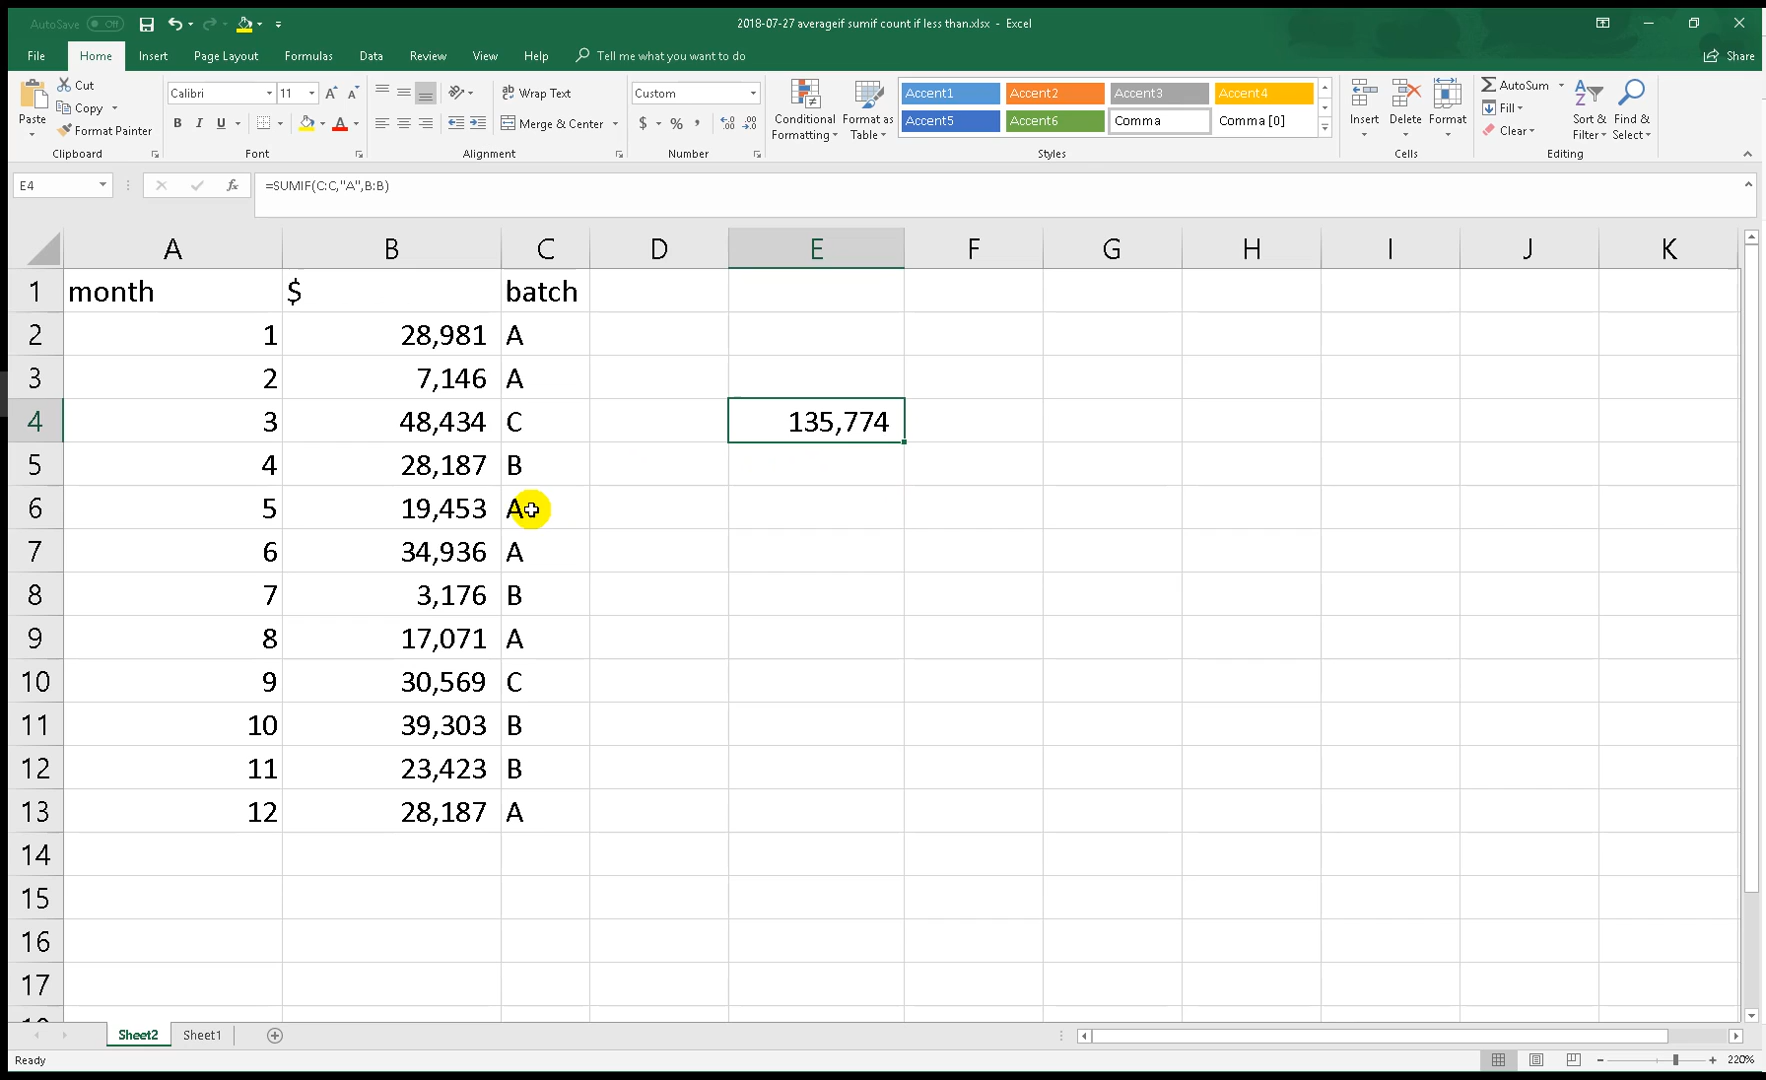 AutoSave Off 2018-07-27 averageif sumif count if less than.xlsx - Excel
File Home Insert Page Layout Formulas Data Review View Help Tell me what you want to do Share
Paste
Cut
Copy
Format Painter
Clipboard
Calibri 11
B I U
Font
Wrap Text
Merge & Center
Alignment
Custom
$ % ,
Number
Conditional Formatting
Format as Table
Accent1 Accent2 Accent3 Accent4
Accent5 Accent6 Comma Comma [0]
Styles
Insert Delete Format
Cells
AutoSum
Fill
Clear
Sort & Filter
Find & Select
Editing
E4 fx =SUMIF(C:C,"A",B:B)
A B C D E F G H I J K
1 month $ batch
2 1 28,981 A
3 2 7,146 A
4 3 48,434 C 135,774
5 4 28,187 B
6 5 19,453 A
7 6 34,936 A
8 7 3,176 B
9 8 17,071 A
10 9 30,569 C
11 10 39,303 B
12 11 23,423 B
13 12 28,187 A
14
15
16
17
Sheet2 Sheet1
Ready 220%